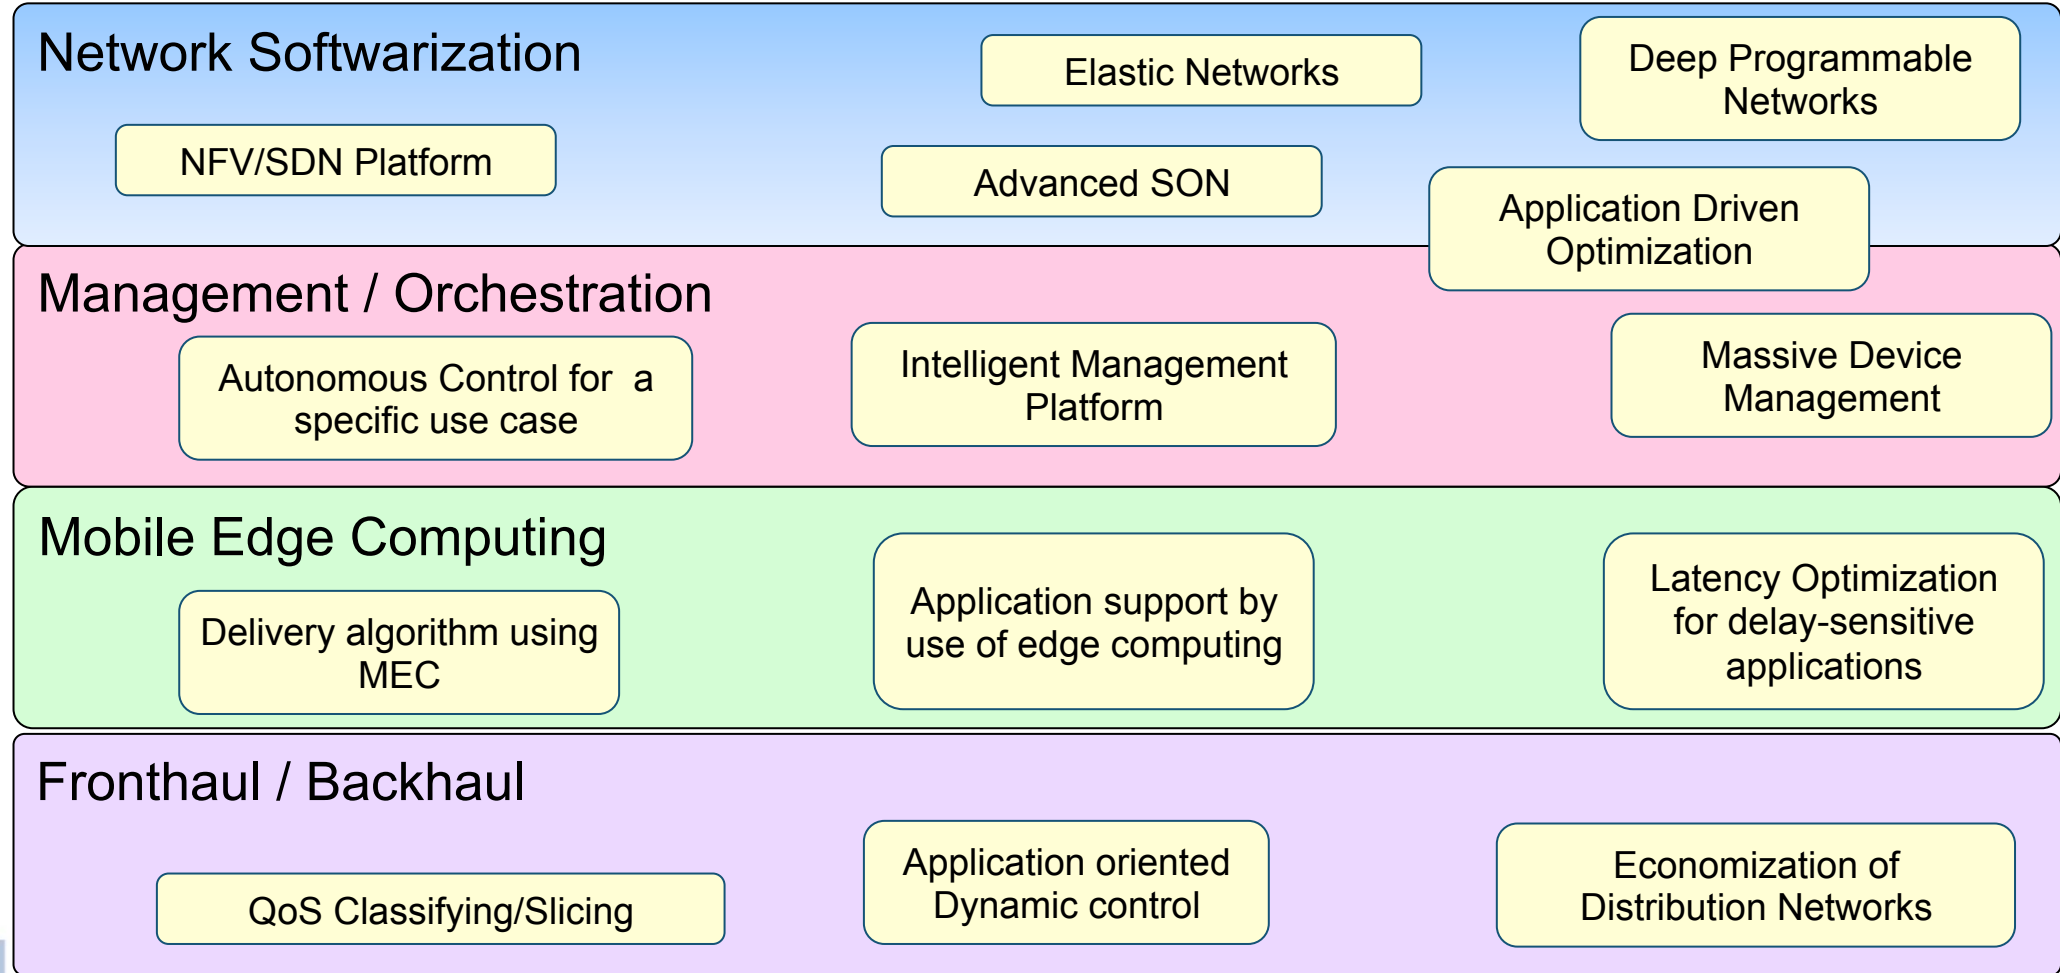 Network Softwarization
Elastic Networks
Deep Programmable
Networks
NFV/SDN Platform
Advanced SON
Application Driven
Optimization
Management / Orchestration
Autonomous Control for  a
specific use case
Intelligent Management
Platform
Massive Device
Management
Mobile Edge Computing
Delivery algorithm using
MEC
Application support by
use of edge computing
Latency Optimization
for delay-sensitive
applications
Fronthaul / Backhaul
QoS Classifying/Slicing
Application oriented
Dynamic control
Economization of
Distribution Networks